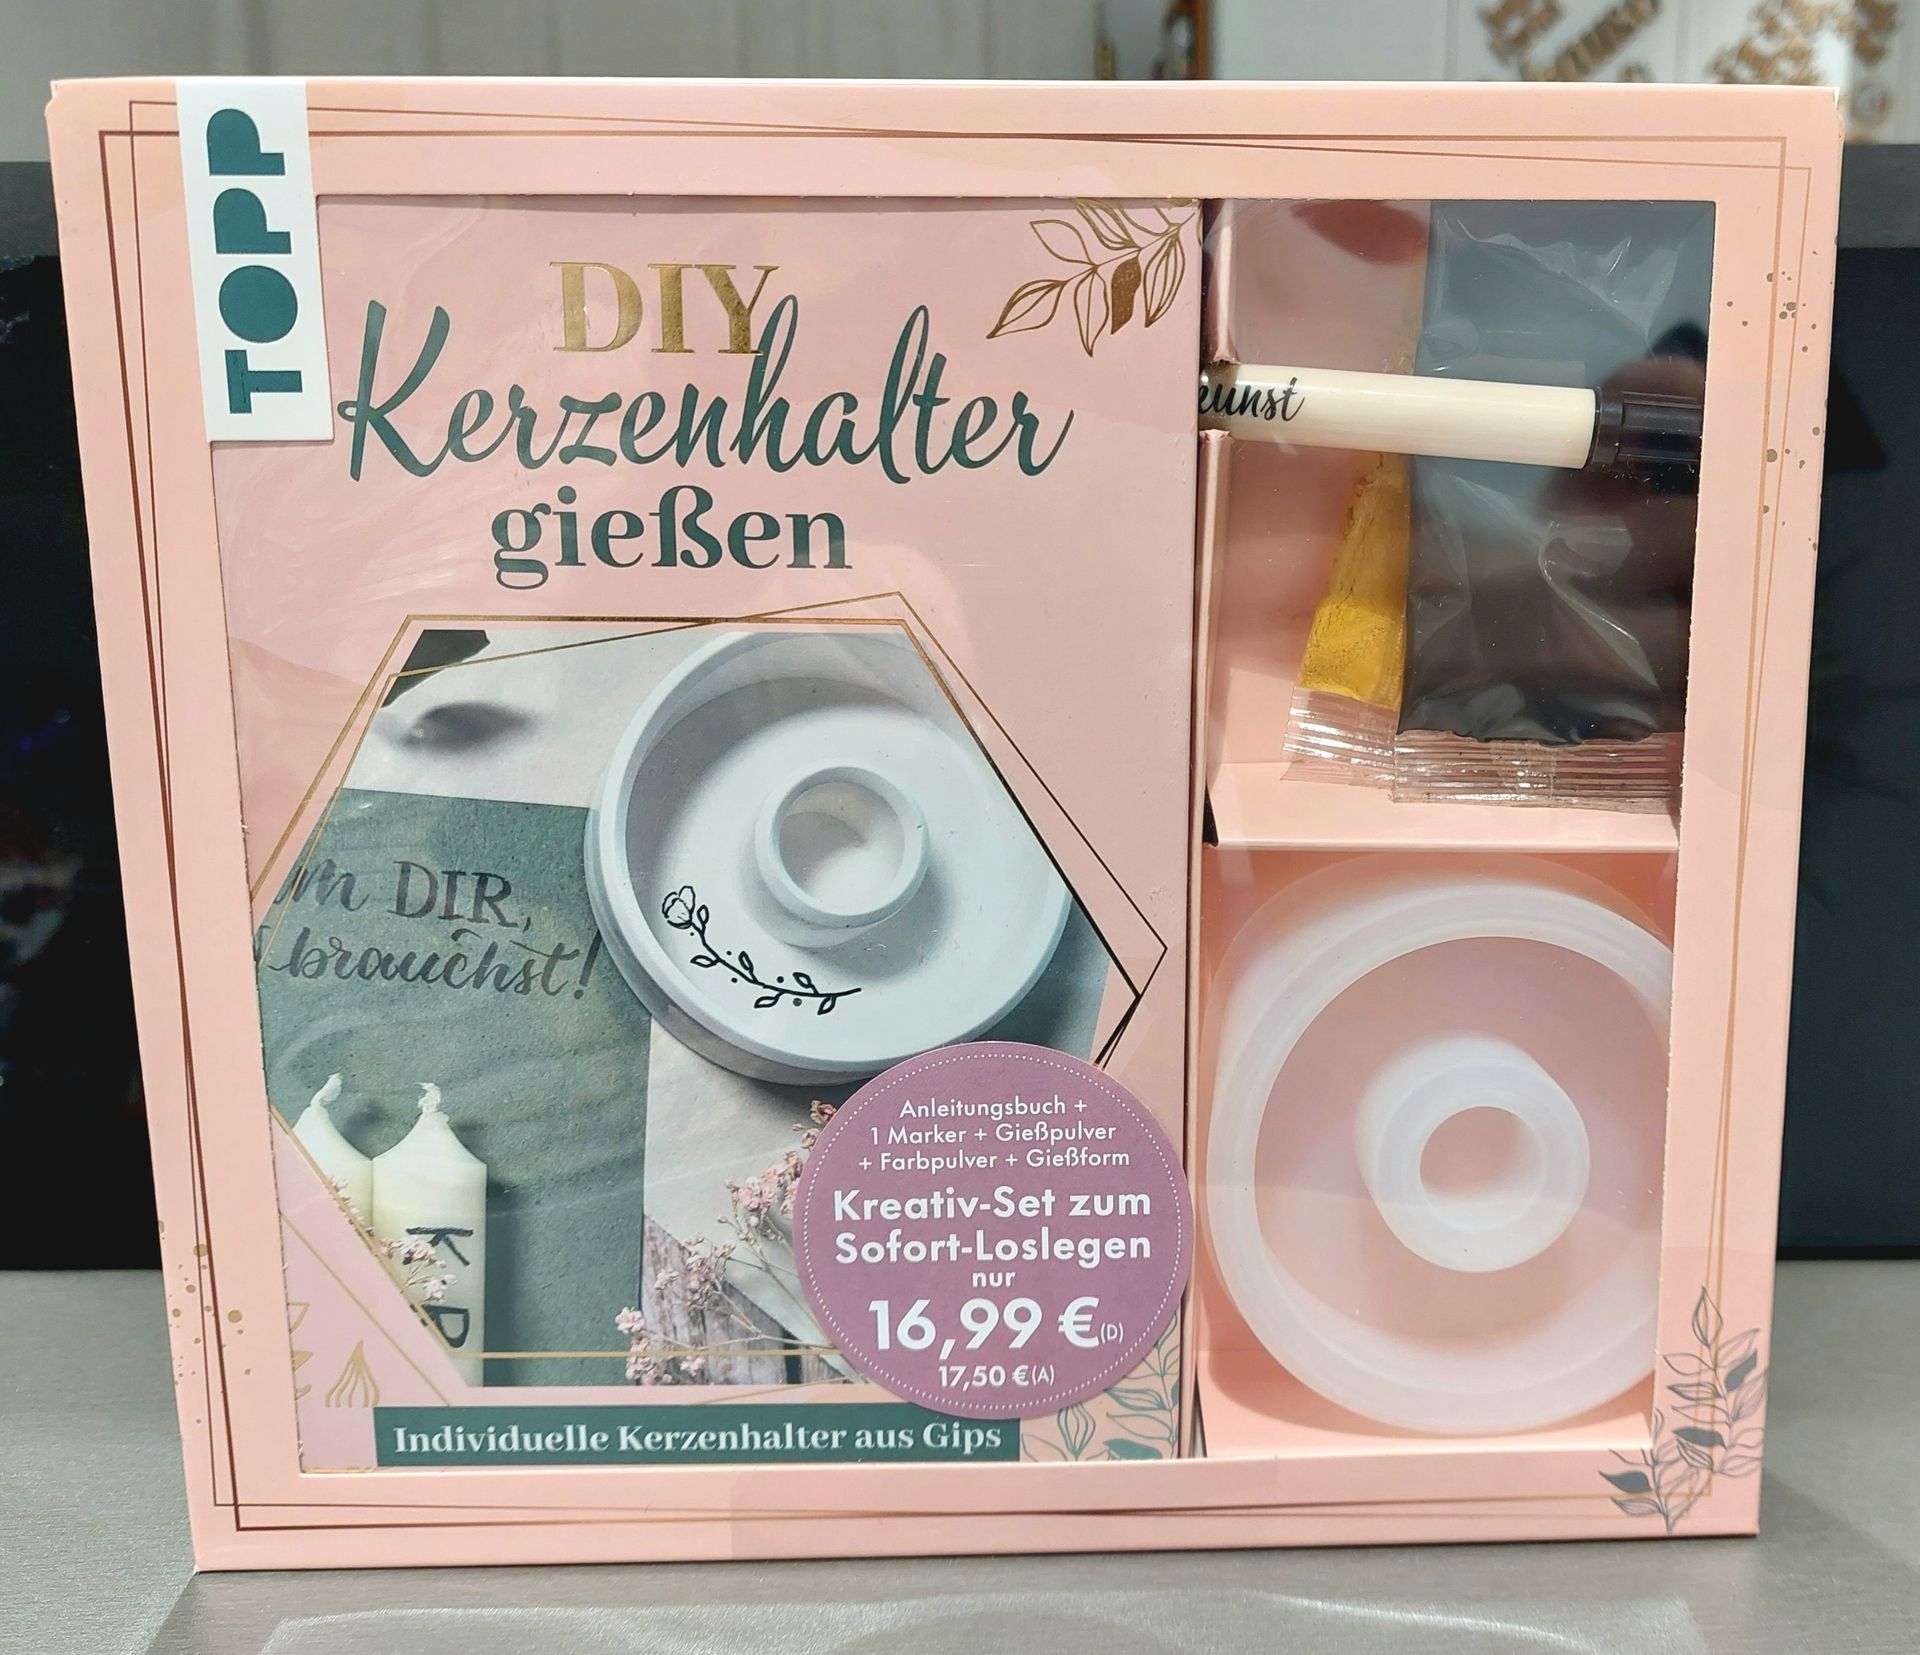 TOPP
DIY
Kerzenhalter
gießen
kunst
DIR,
brauchst!
Anleitungsbuch +
1 Marker + Gießpulver
+ Farbpulver + Gießform
Kreativ-Set zum
Sofort-Loslegen
nur
16,99 €(D)
17,50 €(A)
Individuelle Kerzenhalter aus Gips